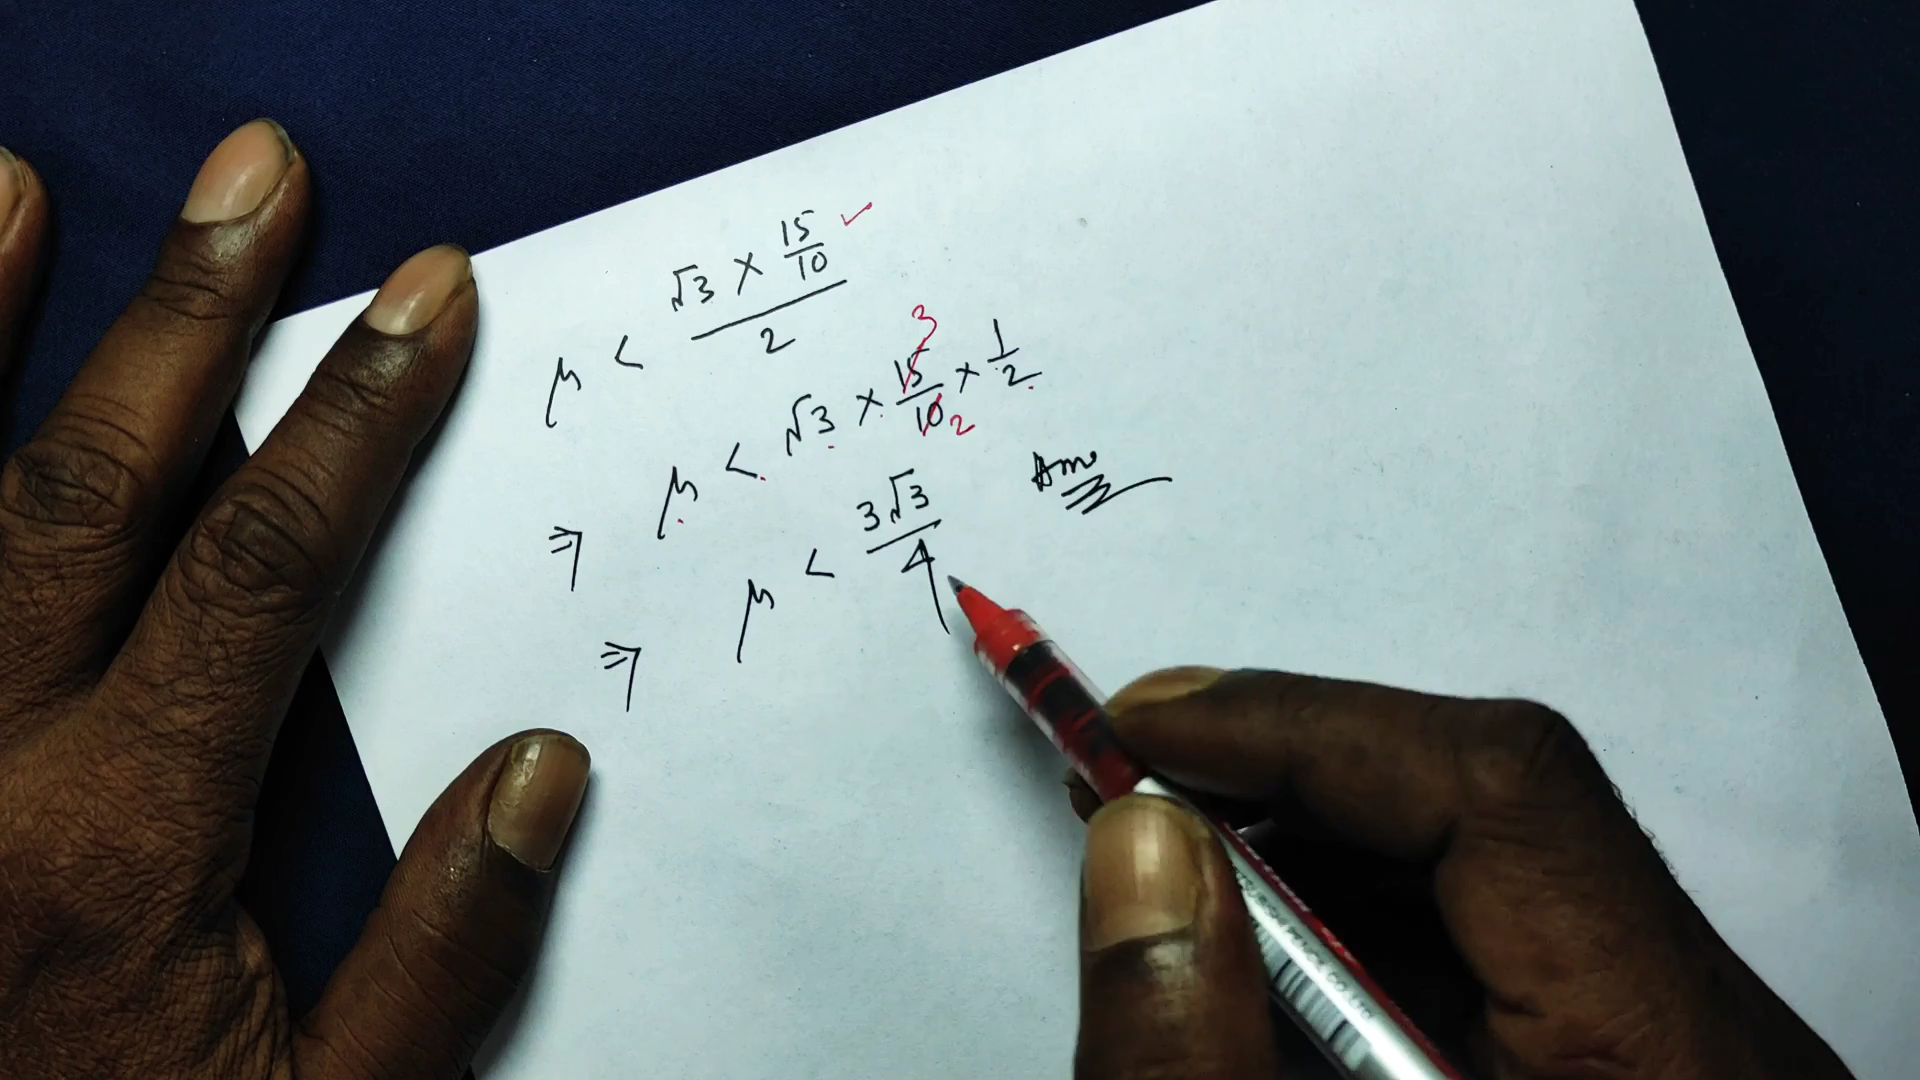 μ < (√3 × 15/10)/2 ✓
⇒ μ < √3 × 15/10 × 1/2
3
2
⇒ μ < 3√3/4
Ans